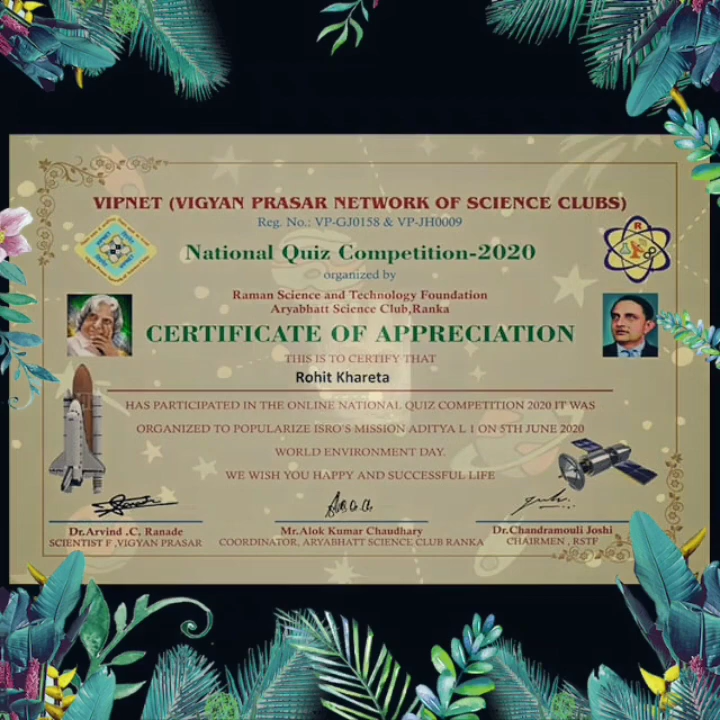 VIPNET (VIGYAN PRASAR NETWORK OF SCIENCE CLUBS)
Reg. No.: VP-GJ0158 & VP-JH0009
National Quiz Competition-2020
organized by
Raman Science and Technology Foundation
Aryabhatt Science Club,Ranka
CERTIFICATE OF APPRECIATION
THIS IS TO CERTIFY THAT
Rohit Khareta
HAS PARTICIPATED IN THE ONLINE NATIONAL QUIZ COMPETITION 2020 IT WAS
ORGANIZED TO POPULARIZE ISRO'S MISSION ADITYA L 1 ON 5TH JUNE 2020
WORLD ENVIRONMENT DAY.
WE WISH YOU HAPPY AND SUCCESSFUL LIFE
Dr.Arvind .C. Ranade
SCIENTIST F ,VIGYAN PRASAR
Mr.Alok Kumar Chaudhary
COORDINATOR, ARYABHATT SCIENCE CLUB RANKA
Dr.Chandramouli Joshi
CHAIRMEN , RSTF